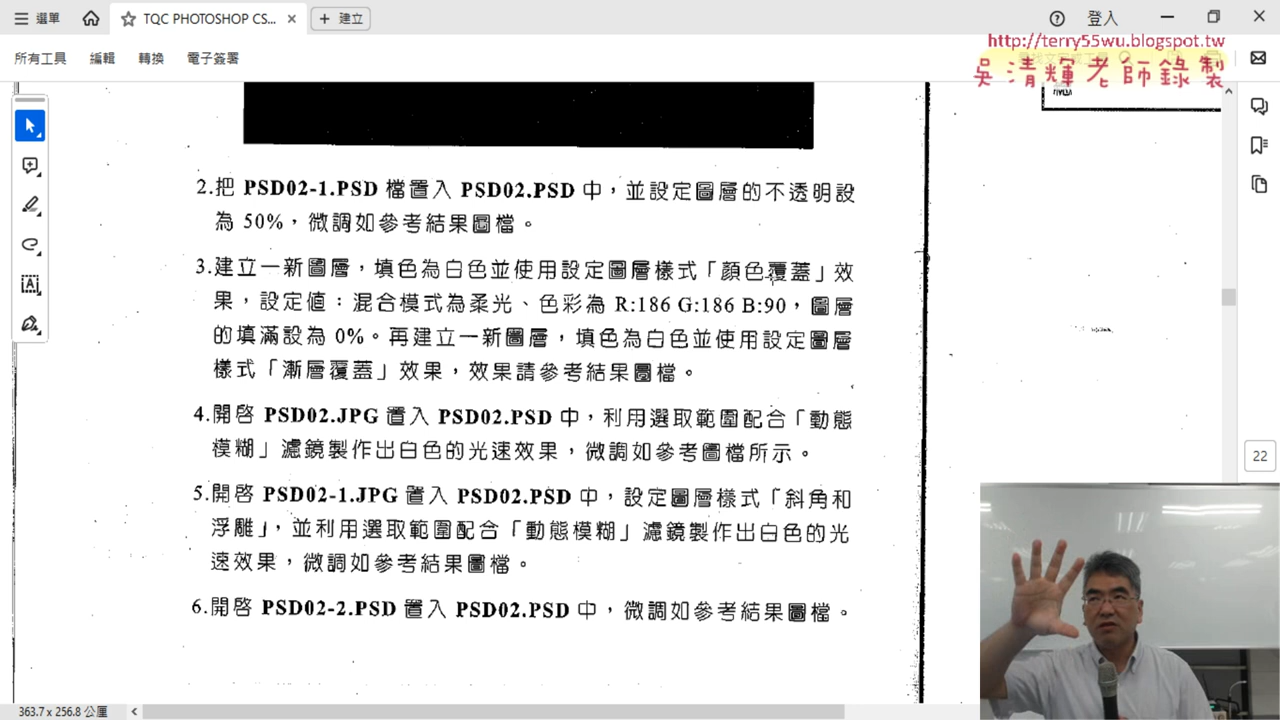 選單
TQC PHOTOSHOP CS...
建立
登入
http://terry55wu.blogspot.tw
所有工具
編輯
轉換
電子簽署
吳清輝老師錄製
2.把 PSD02-1.PSD 檔置入 PSD02.PSD 中，並設定圖層的不透明設
為 50%，微調如參考結果圖檔。
3.建立一新圖層，填色為白色並使用設定圖層樣式「顏色覆蓋」效
果，設定值：混合模式為柔光、色彩為 R:186 G:186 B:90，圖層
的填滿設為 0%。再建立一新圖層，填色為白色並使用設定圖層
樣式「漸層覆蓋」效果，效果請參考結果圖檔。
4.開啓 PSD02.JPG 置入 PSD02.PSD 中，利用選取範圍配合「動態
模糊」濾鏡製作出白色的光速效果，微調如參考圖檔所示。
5.開啓 PSD02-1.JPG 置入 PSD02.PSD 中，設定圖層樣式「斜角和
浮雕」，並利用選取範圍配合「動態模糊」濾鏡製作出白色的光
速效果，微調如參考結果圖檔。
6.開啓 PSD02-2.PSD 置入 PSD02.PSD 中，微調如參考結果圖檔。
22
363.7 x 256.8 公厘